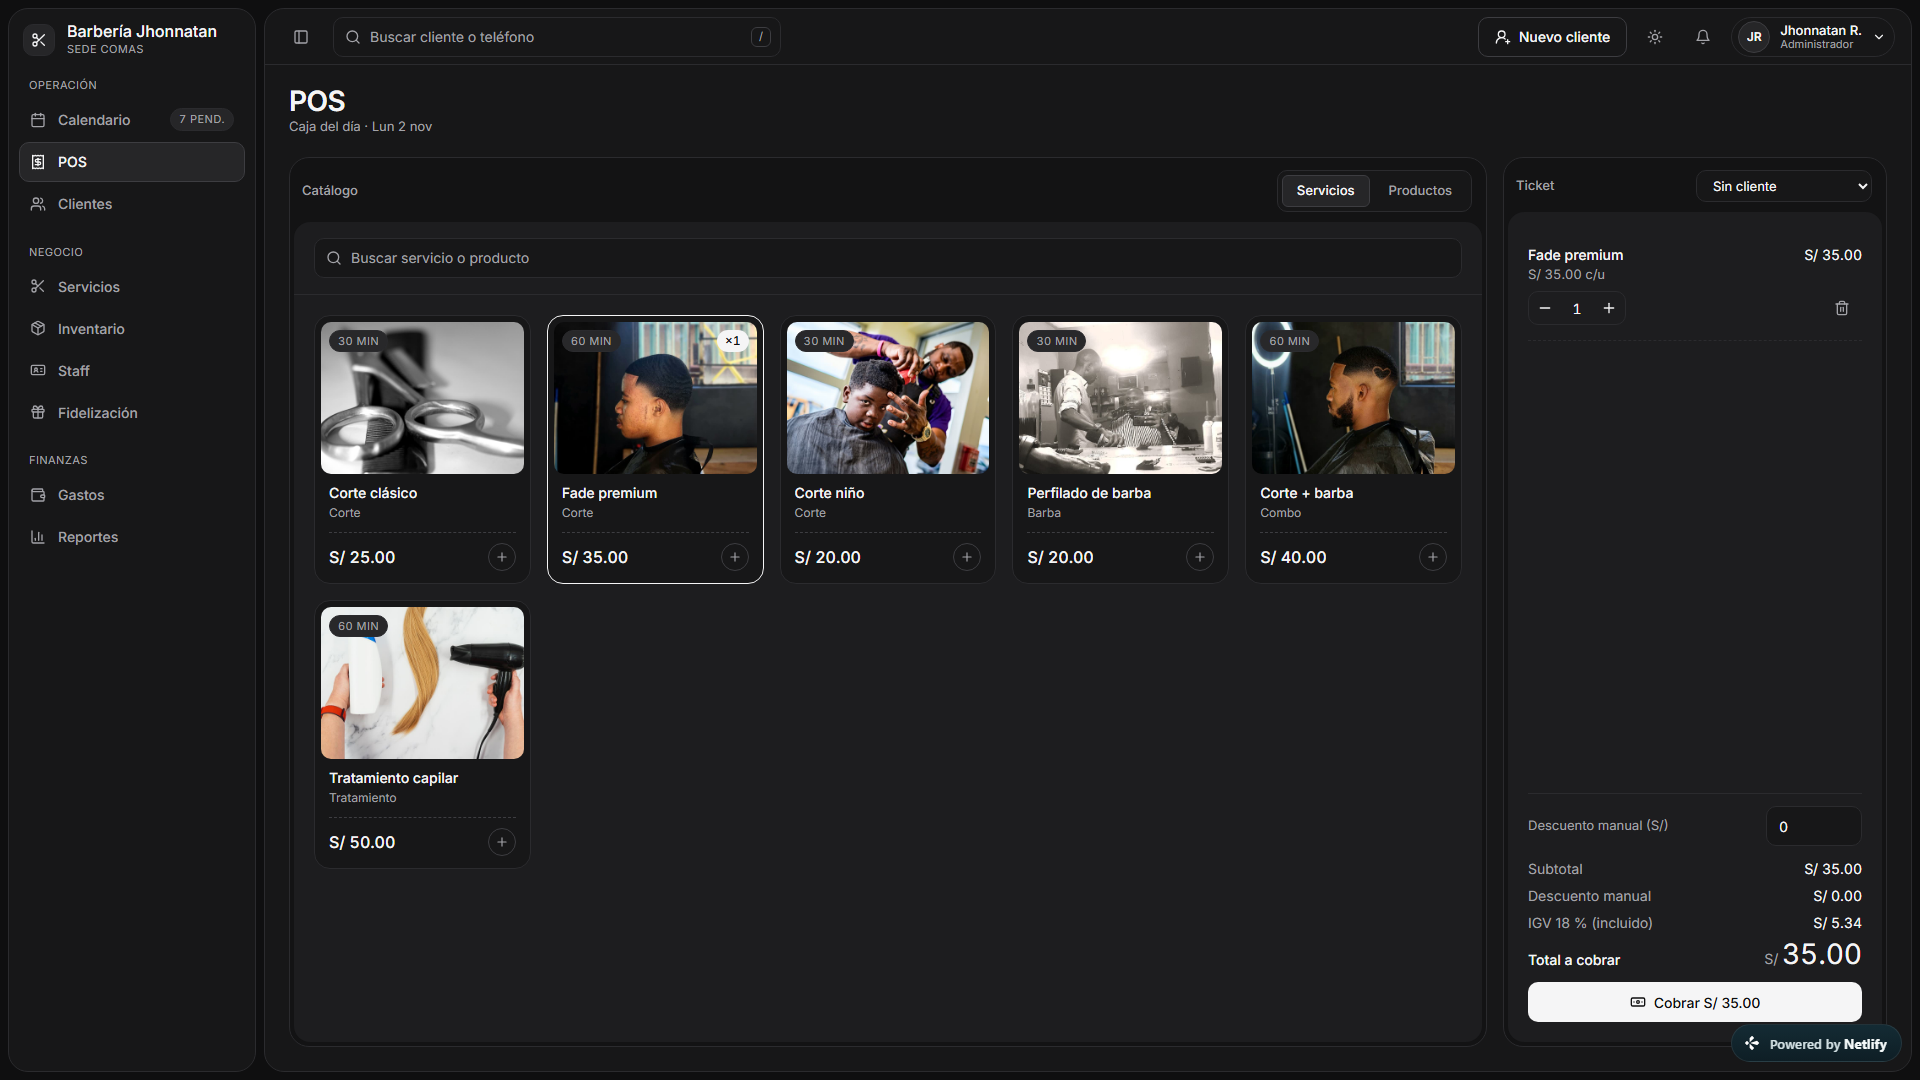 Barbería Jhonnatan
SEDE COMAS
OPERACIÓN
Calendario
7 PEND.
POS
Clientes
NEGOCIO
Servicios
Inventario
Staff
Fidelización
FINANZAS
Gastos
Reportes
Buscar cliente o teléfono
/
Nuevo cliente
JR
Jhonnatan R.
Administrador
POS
Caja del día · Lun 2 nov
Catálogo
Servicios
Productos
Buscar servicio o producto
30 MIN
Corte clásico
Corte
S/ 25.00
60 MIN
×1
Fade premium
Corte
S/ 35.00
30 MIN
Corte niño
Corte
S/ 20.00
30 MIN
Perfilado de barba
Barba
S/ 20.00
60 MIN
Corte + barba
Combo
S/ 40.00
60 MIN
Tratamiento capilar
Tratamiento
S/ 50.00
Ticket
Sin cliente
Fade premium
S/ 35.00
S/ 35.00 c/u
1
Descuento manual (S/)
0
Subtotal
S/ 35.00
Descuento manual
S/ 0.00
IGV 18 % (incluido)
S/ 5.34
Total a cobrar
S/ 35.00
Cobrar S/ 35.00
Powered by Netlify